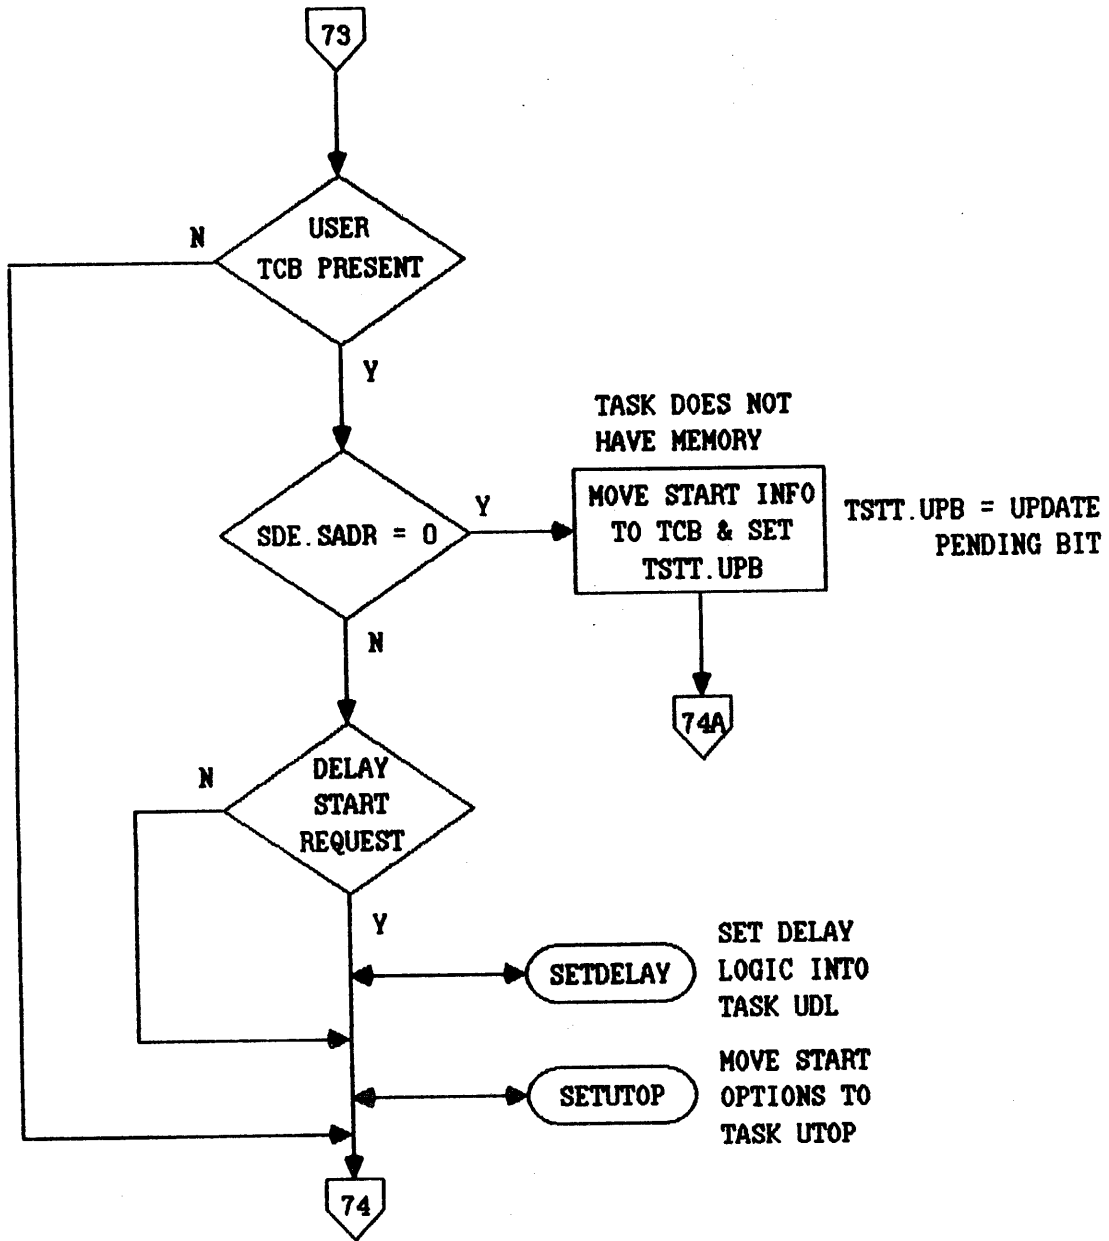 73
USER
TCB PRESENT
N
Y
TASK DOES NOT
HAVE MEMORY
SDE.SADR = 0
Y
MOVE START INFO
TO TCB & SET
TSTT.UPB
TSTT.UPB = UPDATE
PENDING BIT
N
74A
DELAY
START
REQUEST
N
Y
SETDELAY
SET DELAY
LOGIC INTO
TASK UDL
SETUTOP
MOVE START
OPTIONS TO
TASK UTOP
74